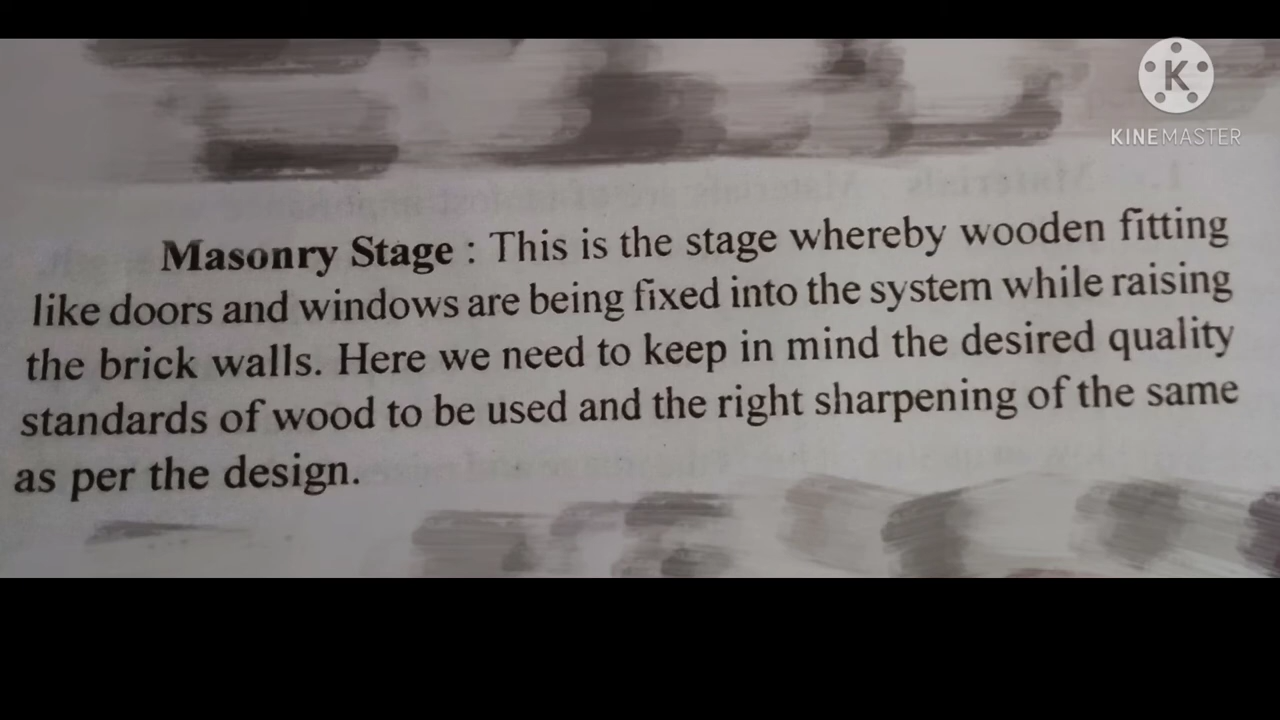 K
KINEMASTER
Masonry Stage : This is the stage whereby wooden fitting
like doors and windows are being fixed into the system while raising
the brick walls. Here we need to keep in mind the desired quality
standards of wood to be used and the right sharpening of the same
as per the design.